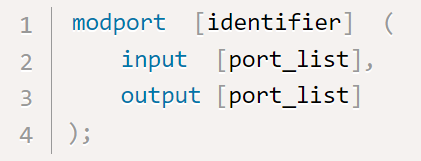 1 modport  [identifier]  (
2     input  [port_list],
3     output [port_list]
4 );